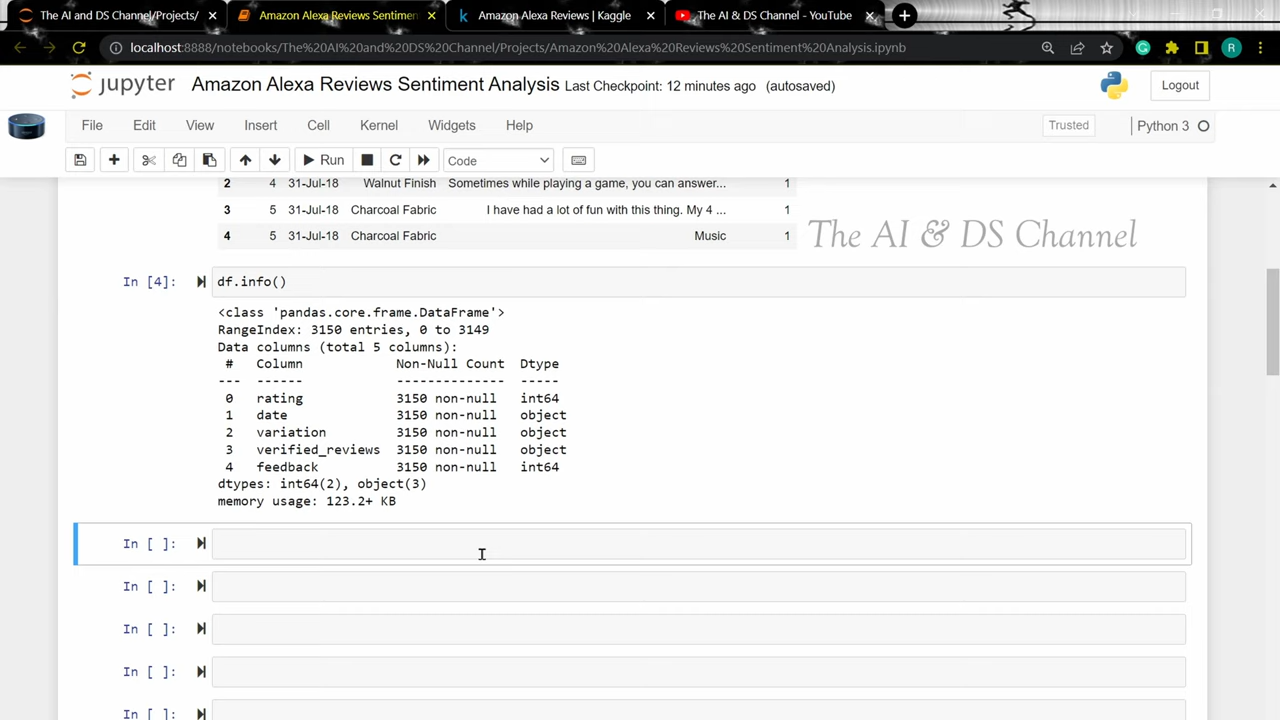 The AI and DS Channel/Projects/
Amazon Alexa Reviews Sentimen
Amazon Alexa Reviews | Kaggle
The AI & DS Channel - YouTube
localhost:8888/notebooks/The%20AI%20and%20DS%20Channel/Projects/Amazon%20Alexa%20Reviews%20Sentiment%20Analysis.ipynb
R
jupyter Amazon Alexa Reviews Sentiment Analysis Last Checkpoint: 12 minutes ago (autosaved)
Logout
File Edit View Insert Cell Kernel Widgets Help
Trusted
Python 3
Run
Code
2 4 31-Jul-18 Walnut Finish Sometimes while playing a game, you can answer... 1
3 5 31-Jul-18 Charcoal Fabric I have had a lot of fun with this thing. My 4 ... 1
4 5 31-Jul-18 Charcoal Fabric Music 1
The AI & DS Channel
In [4]: df.info()
<class 'pandas.core.frame.DataFrame'>
RangeIndex: 3150 entries, 0 to 3149
Data columns (total 5 columns):
# Column Non-Null Count Dtype
--- ------ -------------- -----
0 rating 3150 non-null int64
1 date 3150 non-null object
2 variation 3150 non-null object
3 verified_reviews 3150 non-null object
4 feedback 3150 non-null int64
dtypes: int64(2), object(3)
memory usage: 123.2+ KB
In [ ]:
In [ ]:
In [ ]:
In [ ]:
In [ ]: